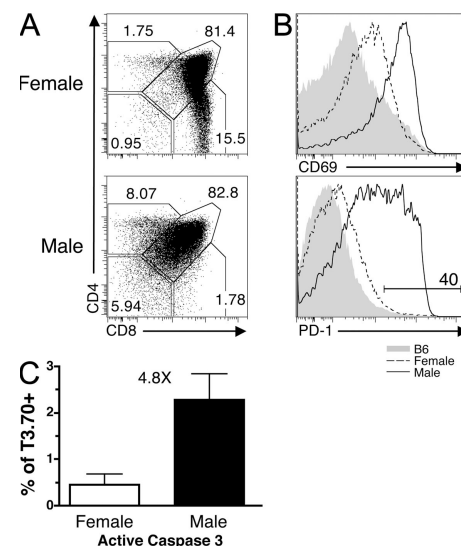 A
Female
1.75
81.4
0.95
15.5
Male
8.07
82.8
5.94
1.78
CD4
CD8
B
CD69
40
PD-1
B6
Female
Male
C
% of T3.70+
3
2
1
0
4.8X
Female
Male
Active Caspase 3